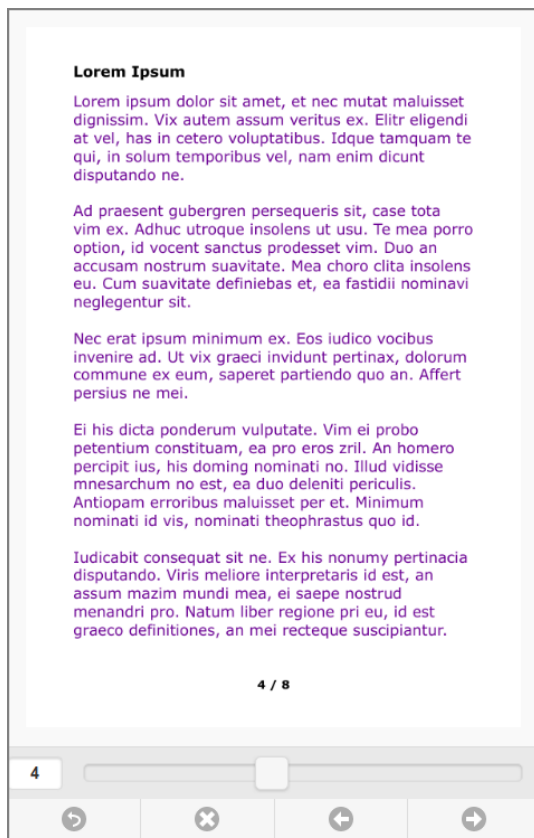 Lorem Ipsum
Lorem ipsum dolor sit amet, et nec mutat maluisset
dignissim. Vix autem assum veritus ex. Elitr eligendi
at vel, has in cetero voluptatibus. Idque tamquam te
qui, in solum temporibus vel, nam enim dicunt
disputando ne.
Ad praesent gubergren persequeris sit, case tota
vim ex. Adhuc utroque insolens ut usu. Te mea porro
option, id vocent sanctus prodesset vim. Duo an
accusam nostrum suavitate. Mea choro clita insolens
eu. Cum suavitate definiebas et, ea fastidii nominavi
neglegentur sit.
Nec erat ipsum minimum ex. Eos iudico vocibus
invenire ad. Ut vix graeci invidunt pertinax, dolorum
commune ex eum, saperet partiendo quo an. Affert
persius ne mei.
Ei his dicta ponderum vulputate. Vim ei probo
petentium constituam, ea pro eros zril. An homero
percipit ius, his doming nominati no. Illud vidisse
mnesarchum no est, ea duo deleniti periculis.
Antiopam erroribus maluisset per et. Minimum
nominati id vis, nominati theophrastus quo id.
Iudicabit consequat sit ne. Ex his nonumy pertinacia
disputando. Viris meliore interpretaris id est, an
assum mazim mundi mea, ei saepe nostrud
menandri pro. Natum liber regione pri eu, id est
graeco definitiones, an mei recteque suscipiantur.
4 / 8
4